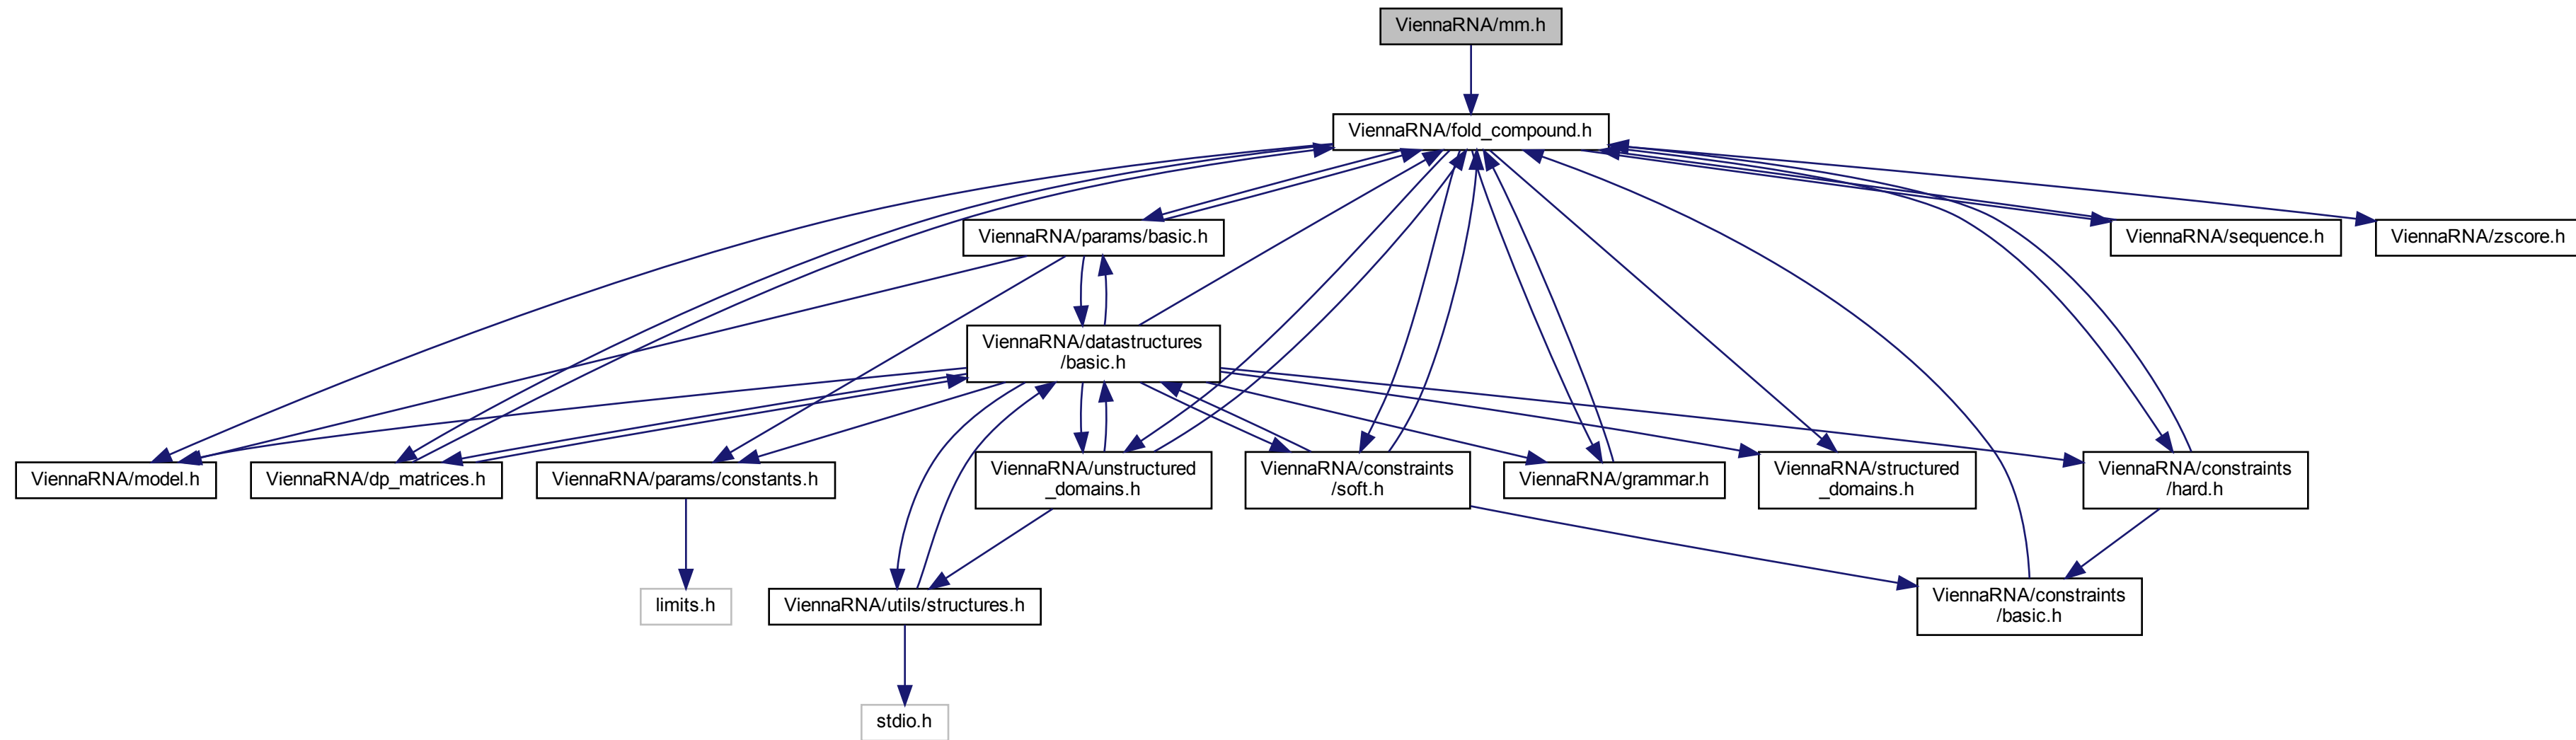 ViennaRNA/mm.h
ViennaRNA/fold_compound.h
ViennaRNA/params/basic.h
ViennaRNA/sequence.h
ViennaRNA/zscore.h
ViennaRNA/datastructures
/basic.h
ViennaRNA/model.h
ViennaRNA/dp_matrices.h
ViennaRNA/params/constants.h
ViennaRNA/unstructured
_domains.h
ViennaRNA/constraints
/soft.h
ViennaRNA/grammar.h
ViennaRNA/structured
_domains.h
ViennaRNA/constraints
/hard.h
limits.h
ViennaRNA/utils/structures.h
ViennaRNA/constraints
/basic.h
stdio.h